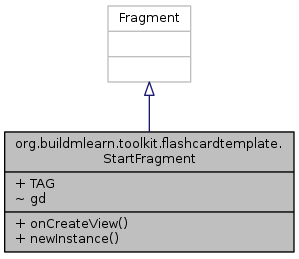 Fragment
org.buildmlearn.toolkit.flashcardtemplate.
StartFragment
+ TAG
~ gd
+ onCreateView()
+ newInstance()